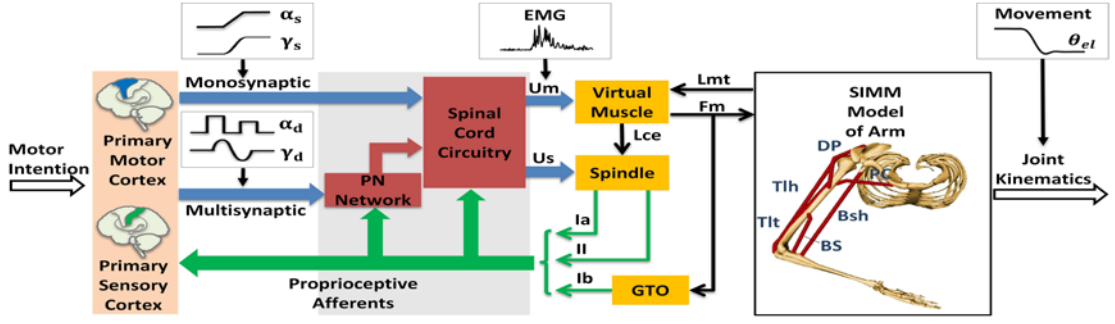 αs
γs
EMG
Movement
θel
Monosynaptic
Um
Lmt
Fm
Virtual
Muscle
Spinal
Cord
Circuitry
SIMM
Model
of Arm
Primary
Motor
Cortex
αd
γd
Motor
Intention
Multisynaptic
PN
Network
Us
Lce
Spindle
DP
PC
Tlh
Tlt
Bsh
BS
Joint
Kinematics
Ia
II
Ib
GTO
Primary
Sensory
Cortex
Proprioceptive
Afferents